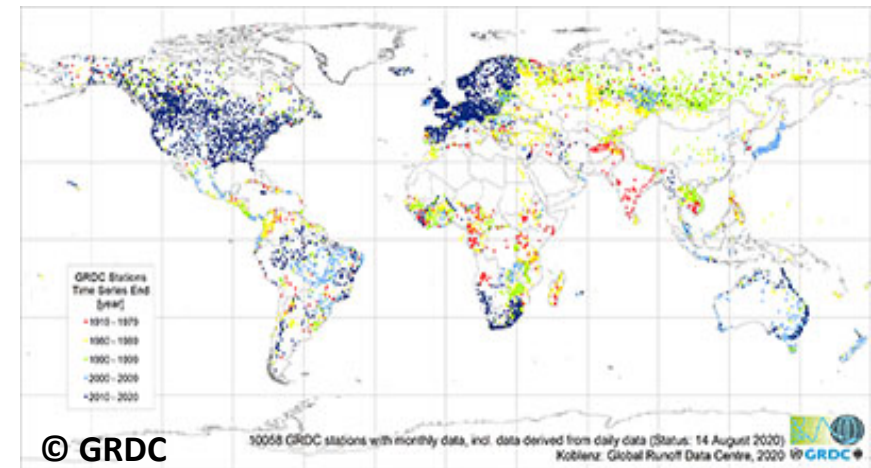 GRDC Stations
Time Series End
[year]
1910 - 1979
1980 - 1989
1990 - 1999
2000 - 2009
2010 - 2020
© GRDC
10058 GRDC stations with monthly data, incl. data derived from daily data (Status: 14 August 2020)
Koblenz: Global Runoff Data Centre, 2020
GRDC